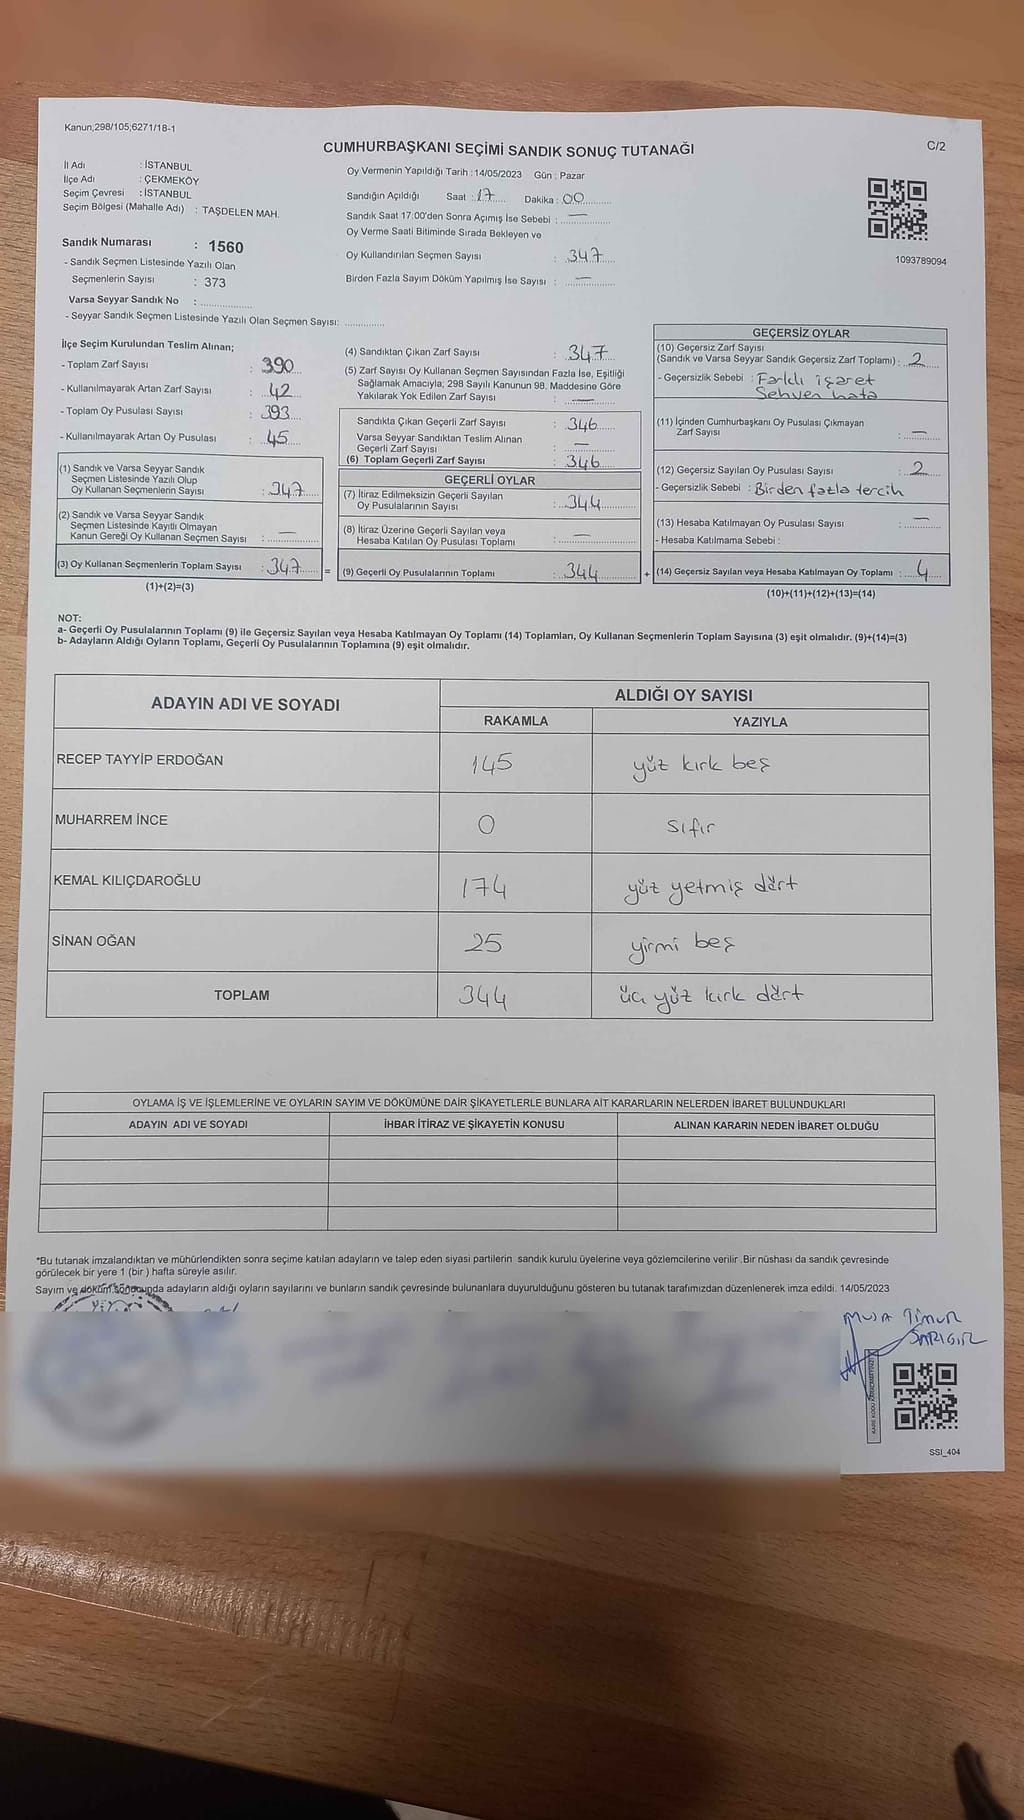 Kanun;298/105;6271/18-1
CUMHURBAŞKANI SEÇİMİ SANDIK SONUÇ TUTANAĞI
C/2
İl Adı : İSTANBUL
İlçe Adı : ÇEKMEKÖY
Seçim Çevresi : İSTANBUL
Seçim Bölgesi (Mahalle Adı) : TAŞDELEN MAH.
Sandık Numarası : 1560
- Sandık Seçmen Listesinde Yazılı Olan
Seçmenlerin Sayısı : 373
Varsa Seyyar Sandık No : ...............
- Seyyar Sandık Seçmen Listesinde Yazılı Olan Seçmen Sayısı: ............
Oy Vermenin Yapıldığı Tarih :14/05/2023 Gün : Pazar
Sandığın Açıldığı Saat : 17 Dakika : 00
Sandık Saat 17.00'den Sonra Açımış İse Sebebi : —
Oy Verme Saati Bitiminde Sırada Bekleyen ve
Oy Kullandırılan Seçmen Sayısı : 347
Birden Fazla Sayım Döküm Yapılmış İse Sayısı : —
1093789094
İlçe Seçim Kurulundan Teslim Alınan;
- Toplam Zarf Sayısı : 390
- Kullanılmayarak Artan Zarf Sayısı : 42
- Toplam Oy Pusulası Sayısı : 393
- Kullanılmayarak Artan Oy Pusulası : 45
(1) Sandık ve Varsa Seyyar Sandık
Seçmen Listesinde Yazılı Olup
Oy Kullanan Seçmenlerin Sayısı : 347
(2) Sandık ve Varsa Seyyar Sandık
Seçmen Listesinde Kayıtlı Olmayan
Kanun Gereği Oy Kullanan Seçmen Sayısı : —
(3) Oy Kullanan Seçmenlerin Toplam Sayısı : 347
(1)+(2)=(3)
=
(4) Sandıktan Çıkan Zarf Sayısı : 347
(5) Zarf Sayısı Oy Kullanan Seçmen Sayısından Fazla İse, Eşitliği
Sağlamak Amacıyla; 298 Sayılı Kanunun 98. Maddesine Göre
Yakılarak Yok Edilen Zarf Sayısı : —
Sandıkta Çıkan Geçerli Zarf Sayısı : 346
Varsa Seyyar Sandıktan Teslim Alınan
Geçerli Zarf Sayısı : —
(6) Toplam Geçerli Zarf Sayısı : 346
GEÇERLİ OYLAR
(7) İtiraz Edilmeksizin Geçerli Sayılan
Oy Pusulasının Sayısı : 344
(8) İtiraz Üzerine Geçerli Sayılan veya
Hesaba Katılan Oy Pusulası Toplamı : —
(9) Geçerli Oy Pusulalarının Toplamı : 344
+
GEÇERSİZ OYLAR
(10) Geçersiz Zarf Sayısı
(Sandık ve Varsa Seyyar Sandık Geçersiz Zarf Toplamı) : 2
- Geçersizlik Sebebi : Farklı işaret
Sehven hata
(11) İçinden Cumhurbaşkanı Oy Pusulası Çıkmayan
Zarf Sayısı : —
(12) Geçersiz Sayılan Oy Pusulası Sayısı : 2
- Geçersizlik Sebebi : Birden fazla tercih
(13) Hesaba Katılmayan Oy Pusulası Sayısı : —
- Hesaba Katılmama Sebebi :
(14) Geçersiz Sayılan veya Hesaba Katılmayan Oy Toplamı : 4
(10)+(11)+(12)+(13)=(14)
NOT:
a- Geçerli Oy Pusulalarının Toplamı (9) ile Geçersiz Sayılan veya Hesaba Katılmayan Oy Toplamı (14) Toplamları, Oy Kullanan Seçmenlerin Toplam Sayısına (3) eşit olmalıdır. (9)+(14)=(3)
b- Adayların Aldığı Oyların Toplamı, Geçerli Oy Pusulalarının Toplamına (9) eşit olmalıdır.
ADAYIN ADI VE SOYADI
ALDIĞI OY SAYISI
RAKAMLA YAZIYLA
RECEP TAYYİP ERDOĞAN 145 yüz kırk beş
MUHARREM İNCE 0 sıfır
KEMAL KILIÇDAROĞLU 174 yüz yetmiş dört
SİNAN OĞAN 25 yirmi beş
TOPLAM 344 üç yüz kırk dört
OYLAMA İŞ VE İŞLEMLERİNE VE OYLARIN SAYIM VE DÖKÜMÜNE DAİR ŞİKAYETLERLE BUNLARA AİT KARARLARIN NELERDEN İBARET BULUNDUKLARI
ADAYIN ADI VE SOYADI İHBAR İTİRAZ VE ŞİKAYETİN KONUSU ALINAN KARARIN NEDEN İBARET OLDUĞU
*Bu tutanak imzalandıktan ve mühürlendikten sonra seçime katılan adayların ve talep eden siyasi partilerin sandık kurulu üyelerine veya gözlemcilerine verilir .Bir nüshası da sandık çevresinde
görülecek bir yere 1 (bir ) hafta süreyle asılır.
Sayım ve döküm sonucunda adayların aldığı oyların sayılarını ve bunların sandık çevresinde bulunanlara duyurulduğunu gösteren bu tutanak tarafımızdan düzenlenerek imza edildi. 14/05/2023
MUSA TİMUR
SARIGİL
KARE KODU KARALAMAYINIZ!
SSI_404